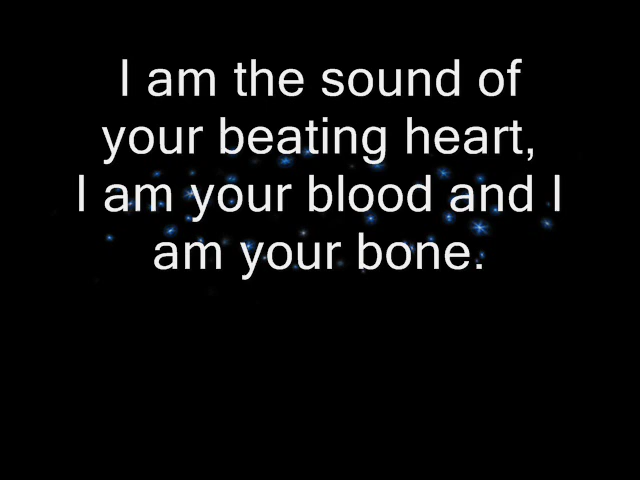 I am the sound of
your beating heart,
I am your blood and I
am your bone.